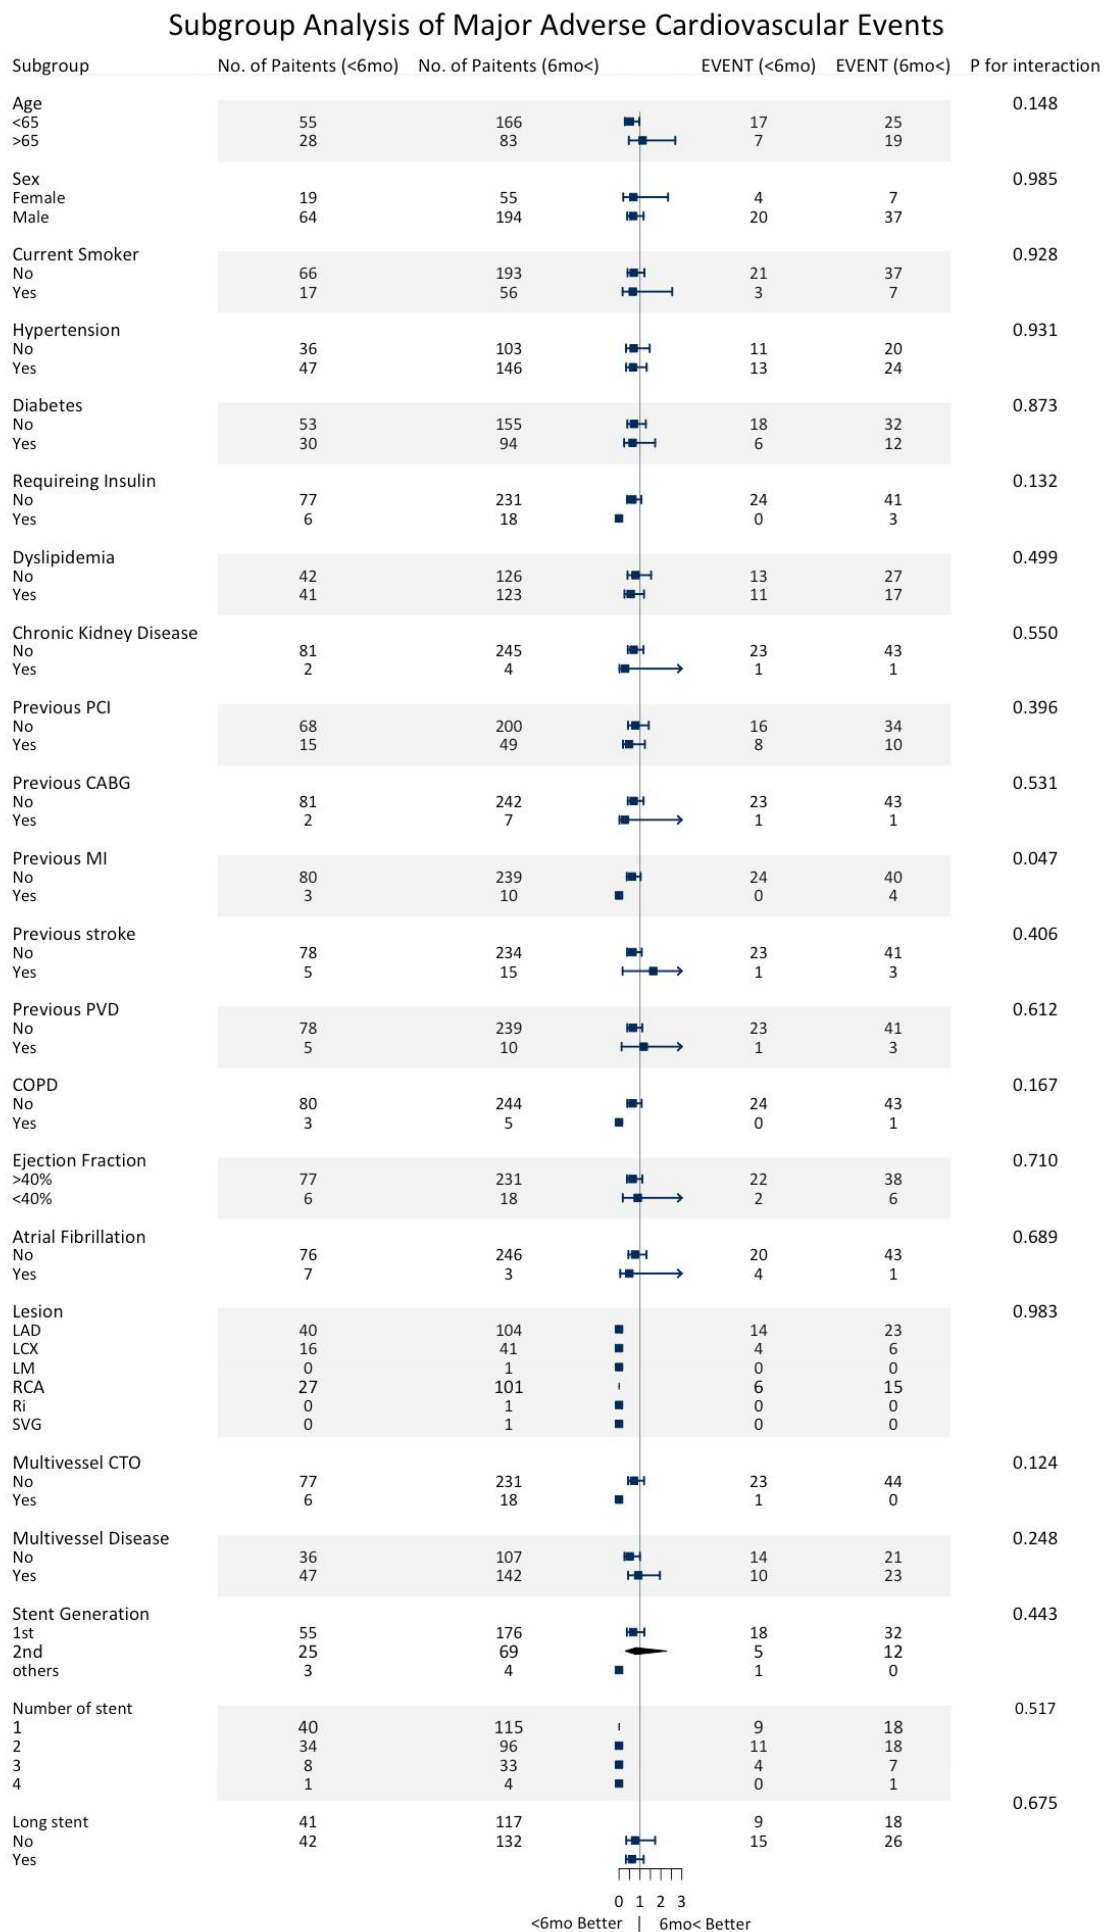 Subgroup Analysis of Major Adverse Cardiovascular Events
Subgroup No. of Paitents (<6mo) No. of Paitents (6mo<) EVENT (<6mo) EVENT (6mo<) P for interaction
Age 0.148
<65 55 166 17 25
>65 28 83 7 19
Sex 0.985
Female 19 55 4 7
Male 64 194 20 37
Current Smoker 0.928
No 66 193 21 37
Yes 17 56 3 7
Hypertension 0.931
No 36 103 11 20
Yes 47 146 13 24
Diabetes 0.873
No 53 155 18 32
Yes 30 94 6 12
Requireing Insulin 0.132
No 77 231 24 41
Yes 6 18 0 3
Dyslipidemia 0.499
No 42 126 13 27
Yes 41 123 11 17
Chronic Kidney Disease 0.550
No 81 245 23 43
Yes 2 4 1 1
Previous PCI 0.396
No 68 200 16 34
Yes 15 49 8 10
Previous CABG 0.531
No 81 242 23 43
Yes 2 7 1 1
Previous MI 0.047
No 80 239 24 40
Yes 3 10 0 4
Previous stroke 0.406
No 78 234 23 41
Yes 5 15 1 3
Previous PVD 0.612
No 78 239 23 41
Yes 5 10 1 3
COPD 0.167
No 80 244 24 43
Yes 3 5 0 1
Ejection Fraction 0.710
>40% 77 231 22 38
<40% 6 18 2 6
Atrial Fibrillation 0.689
No 76 246 20 43
Yes 7 3 4 1
Lesion 0.983
LAD 40 104 14 23
LCX 16 41 4 6
LM 0 1 0 0
RCA 27 101 6 15
Ri 0 1 0 0
SVG 0 1 0 0
Multivessel CTO 0.124
No 77 231 23 44
Yes 6 18 1 0
Multivessel Disease 0.248
No 36 107 14 21
Yes 47 142 10 23
Stent Generation 0.443
1st 55 176 18 32
2nd 25 69 5 12
others 3 4 1 0
Number of stent 0.517
1 40 115 9 18
2 34 96 11 18
3 8 33 4 7
4 1 4 0 1
0.675
Long stent 41 117 9 18
No 42 132 15 26
Yes
0 1 2 3
<6mo Better | 6mo< Better